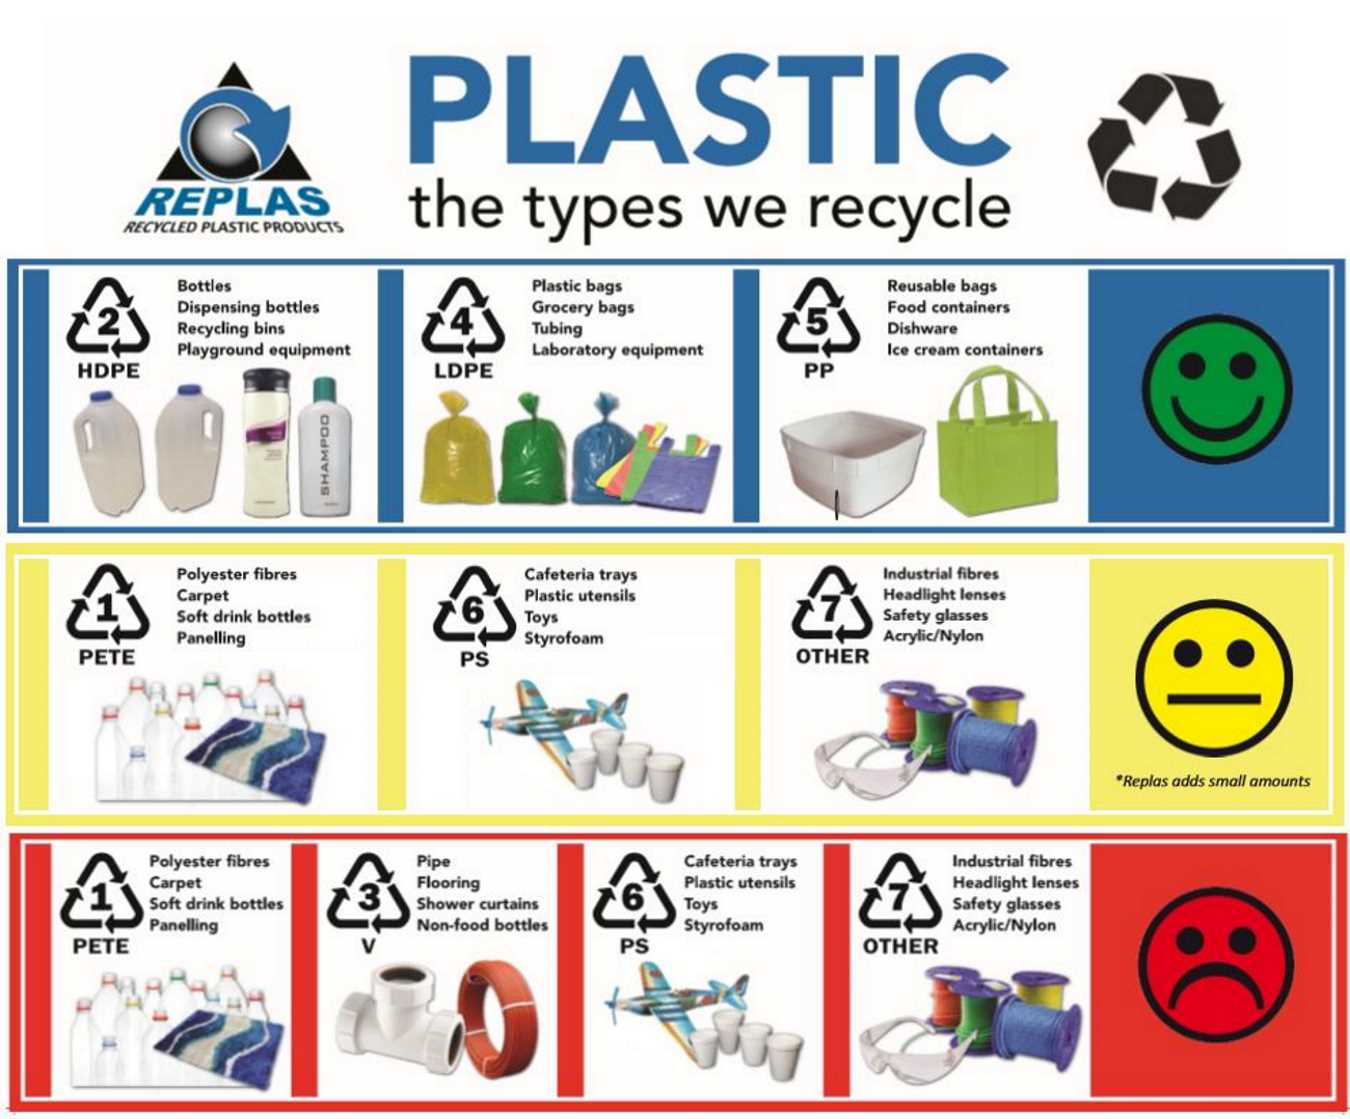 PLASTIC
the types we recycle
REPLAS
RECYCLED PLASTIC PRODUCTS
2
HDPE
Bottles
Dispensing bottles
Recycling bins
Playground equipment
SHAMPOO
4
LDPE
Plastic bags
Grocery bags
Tubing
Laboratory equipment
5
PP
Reusable bags
Food containers
Dishware
Ice cream containers
1
PETE
Polyester fibres
Carpet
Soft drink bottles
Panelling
6
PS
Cafeteria trays
Plastic utensils
Toys
Styrofoam
7
OTHER
Industrial fibres
Headlight lenses
Safety glasses
Acrylic/Nylon
*Replas adds small amounts
1
PETE
Polyester fibres
Carpet
Soft drink bottles
Panelling
3
V
Pipe
Flooring
Shower curtains
Non-food bottles
6
PS
Cafeteria trays
Plastic utensils
Toys
Styrofoam
7
OTHER
Industrial fibres
Headlight lenses
Safety glasses
Acrylic/Nylon